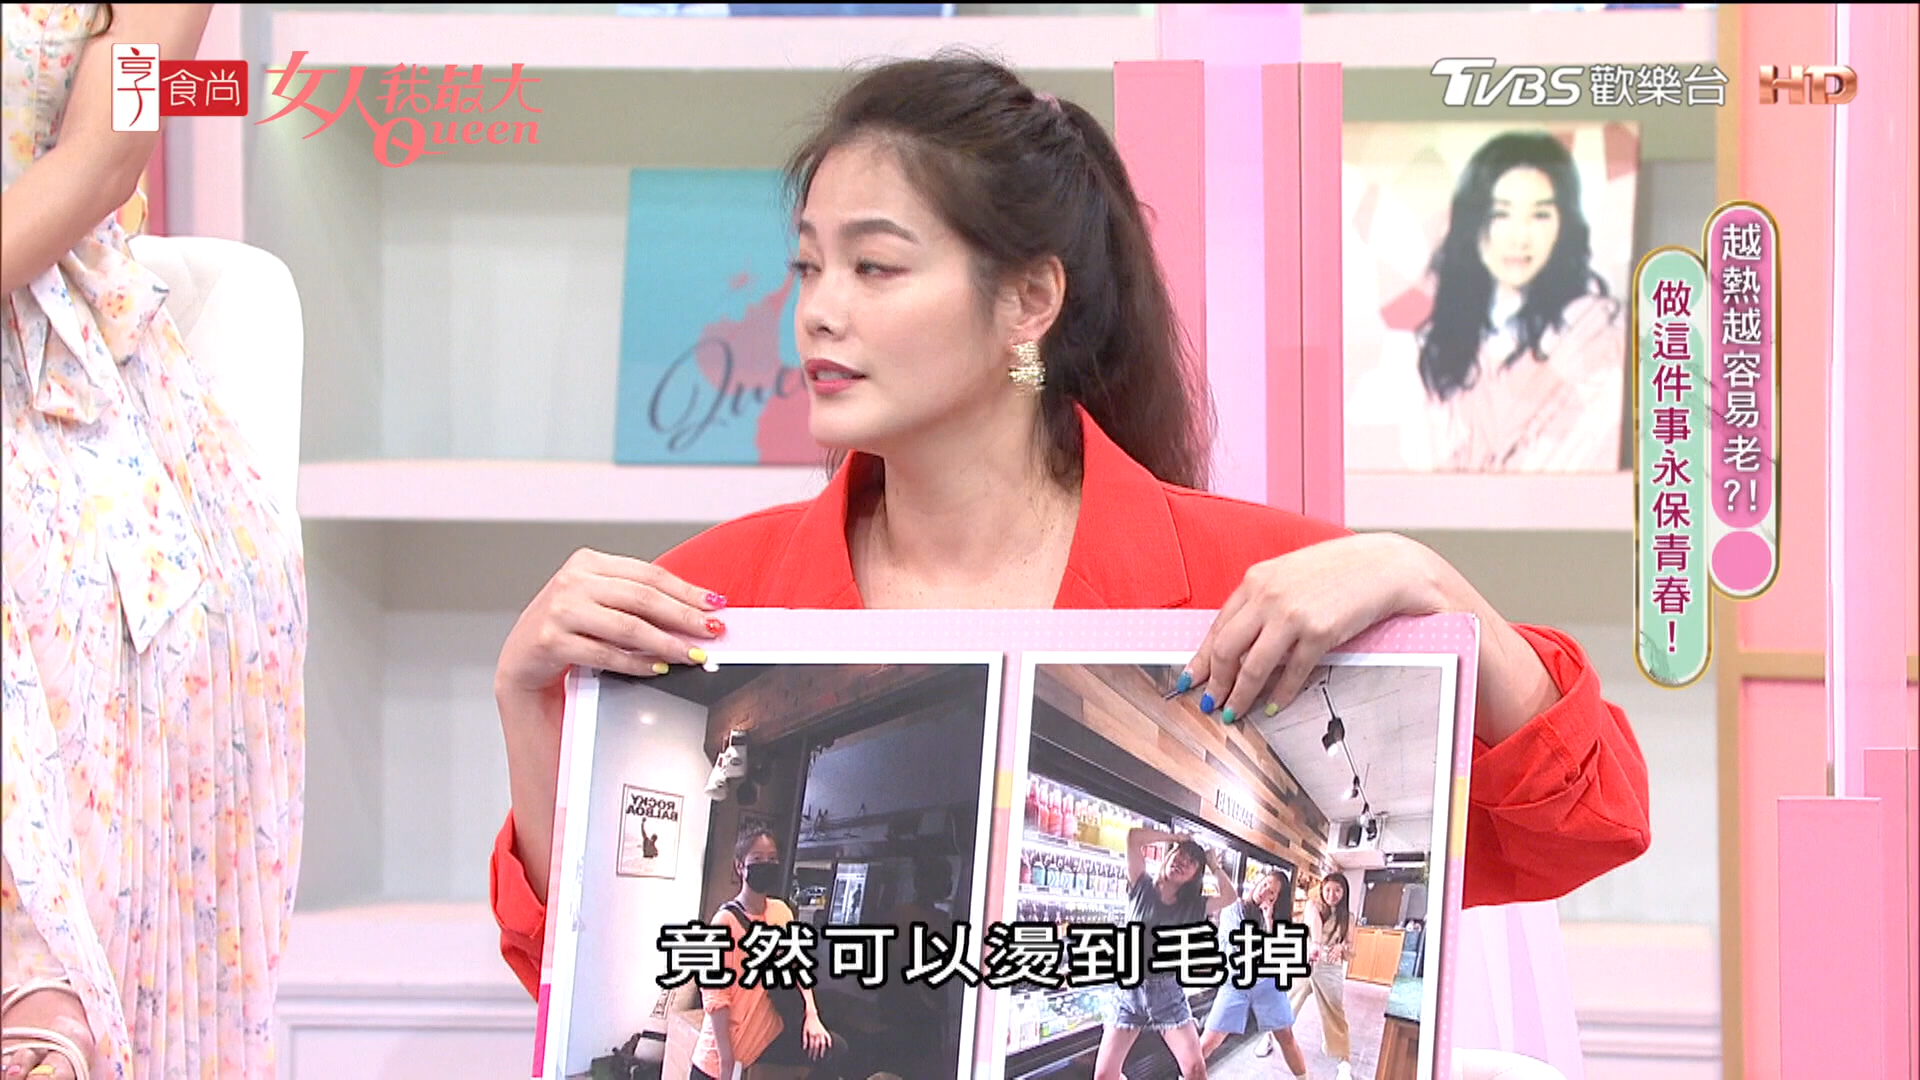 享食尚
女人我最大
Queen
TVBS歡樂台 HD
越熱越容易老?!
做這件事永保青春!
Que
ROCKY
BALBOA
竟然可以燙到毛掉